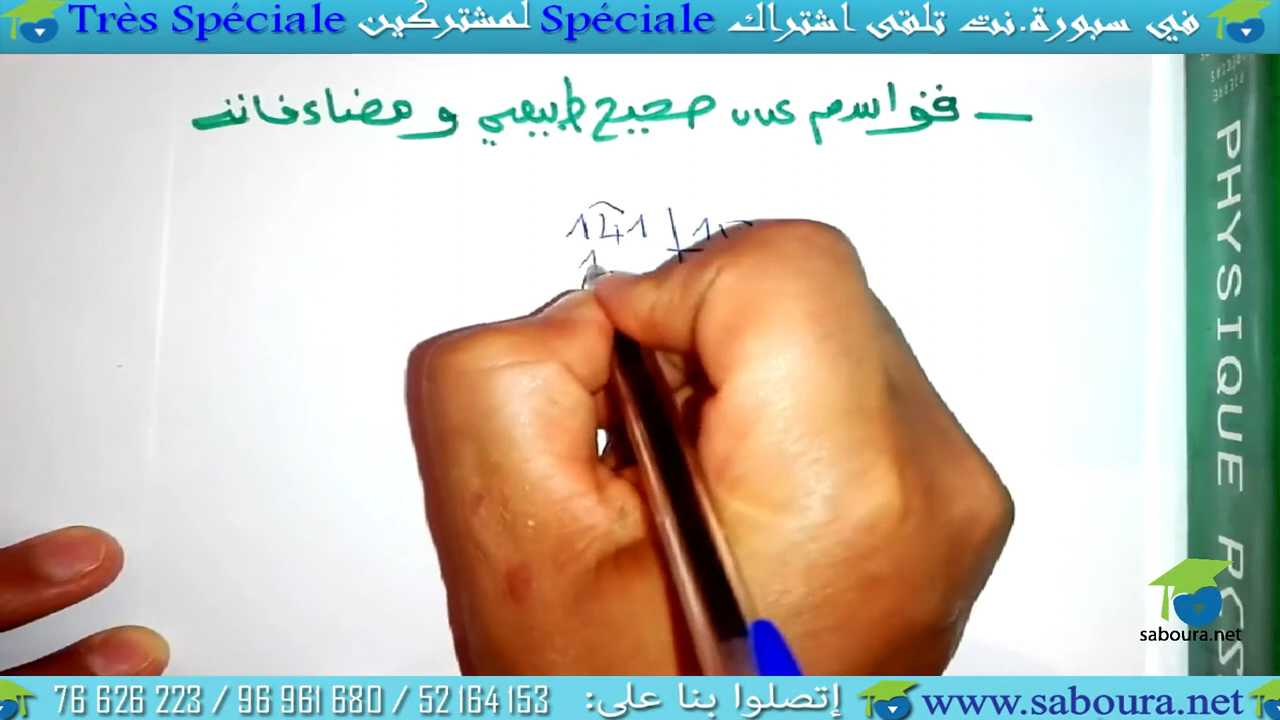 في سبورة.نت تلقى اشتراك Spéciale لمشتركين Très Spéciale
– قواسم عدد صحيح طبيعي و مضاعفاته
141
1
PHYSIQUE
saboura.net
76 626 223 / 96 961 680 / 52 164 153 إتصلوا بنا على: www.saboura.net